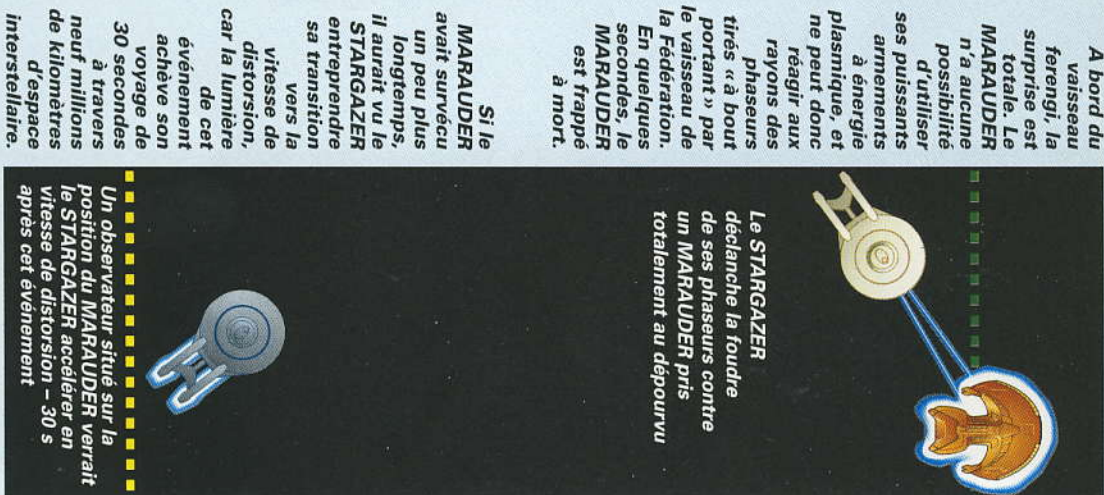 À bord du
vaisseau
ferengi, la
surprise est
totale. Le
MARAUDER
n'a aucune
possibilité
d'utiliser
ses puissants
armements
à énergie
plasmique, et
ne peut donc
réagir aux
rayons des
phaseurs
tirés « à bout
portant » par
le vaisseau de
la Fédération.
En quelques
secondes, le
MARAUDER
est frappé
à mort.
Si le
MARAUDER
avait survécu
un peu plus
longtemps,
il aurait vu le
STARGAZER
entreprendre
sa transition
vers la
vitesse de
distorsion,
car la lumière
de cet
événement
achève son
voyage de
30 secondes
à travers
neuf millions
de kilomètres
d'espace
interstellaire.
Le STARGAZER
déclanche la foudre
de ses phaseurs contre
un MARAUDER pris
totalement au dépourvu
Un observateur situé sur la
position du MARAUDER verrait
le STARGAZER accélérer en
vitesse de distorsion – 30 s
après cet événement